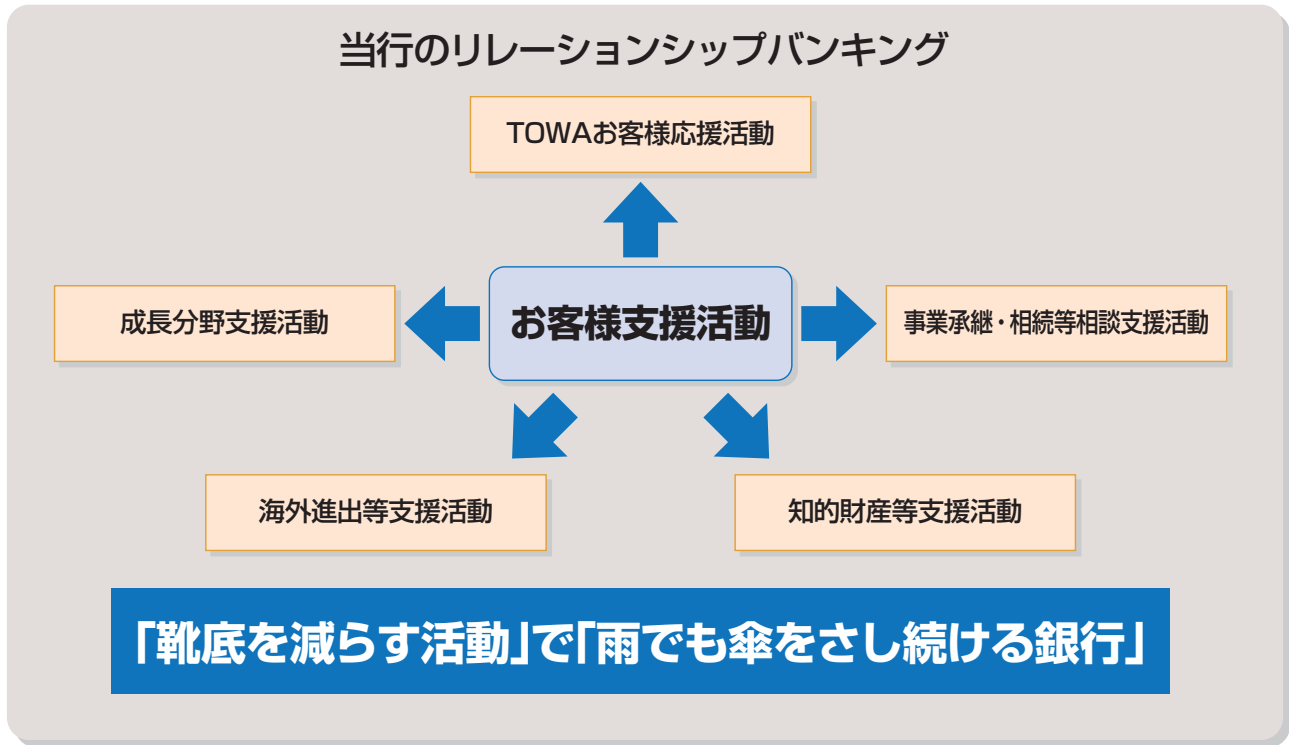 当行のリレーションシップバンキング
TOWAお客様応援活動
成長分野支援活動
お客様支援活動
事業承継・相続等相談支援活動
海外進出等支援活動
知的財産等支援活動
「靴底を減らす活動」で「雨でも傘をさし続ける銀行」